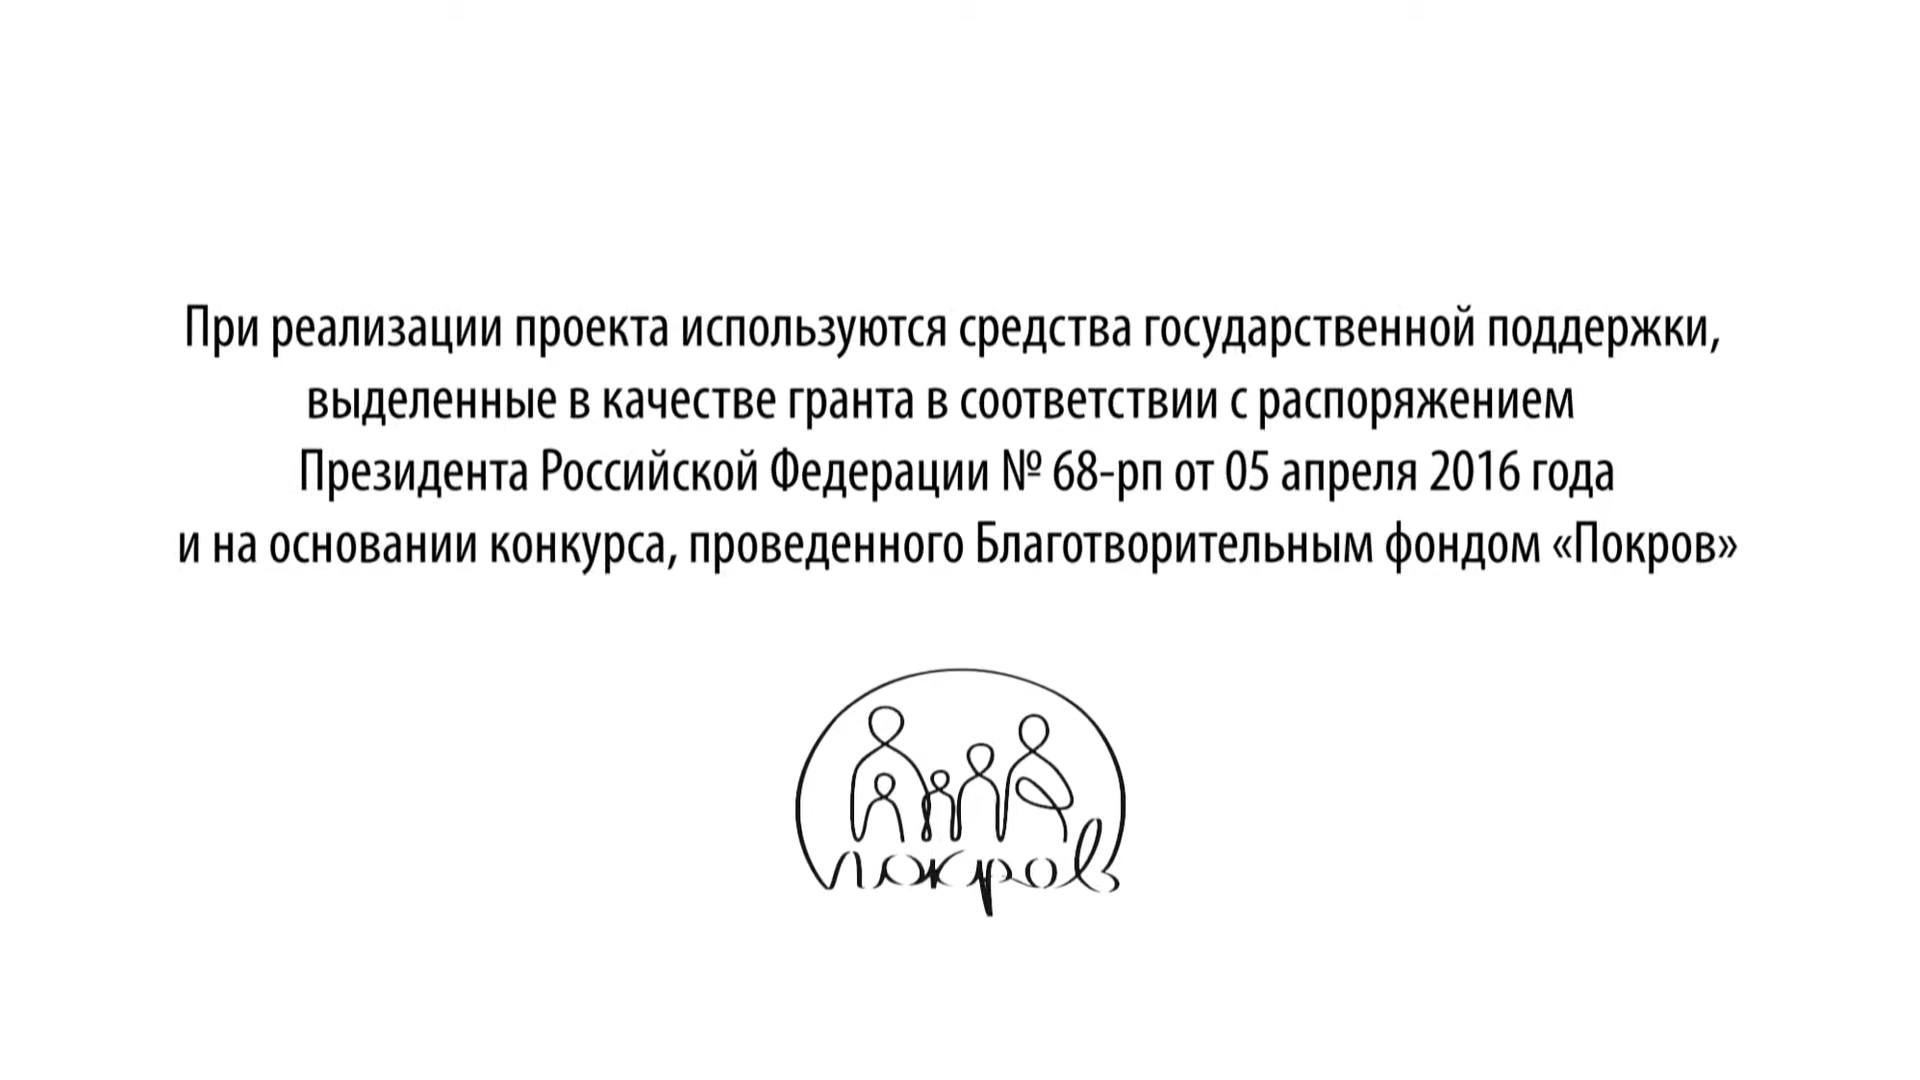 При реализации проекта используются средства государственной поддержки,
выделенные в качестве гранта в соответствии с распоряжением
Президента Российской Федерации № 68-рп от 05 апреля 2016 года
и на основании конкурса, проведенного Благотворительным фондом «Покров»
покров